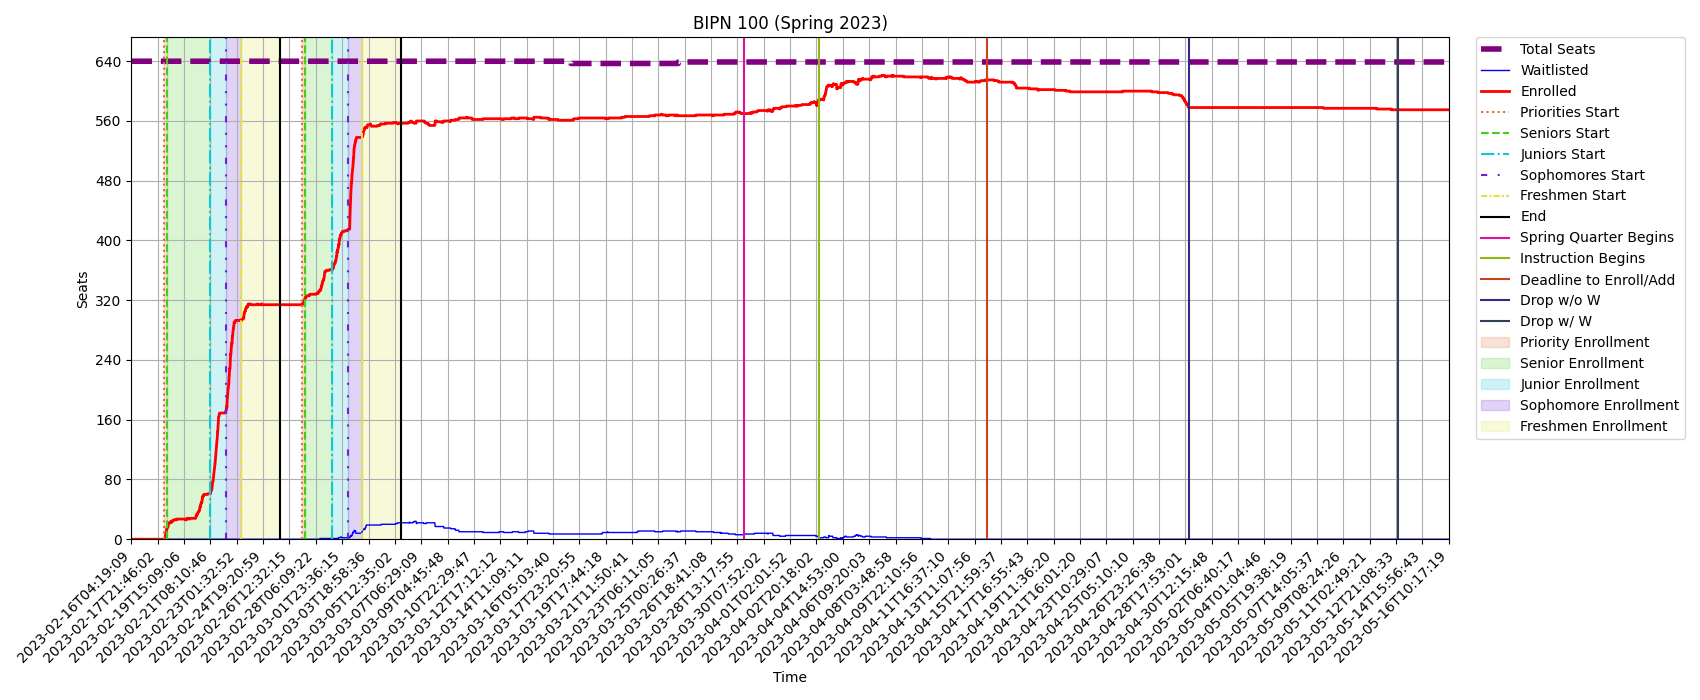 BIPN 100 (Spring 2023)
640
560
480
400
320
240
160
80
0
Seats
2023-02-16T04:19:09
2023-02-17T21:46:02
2023-02-19T15:09:06
2023-02-21T08:10:46
2023-02-23T01:32:52
2023-02-24T19:20:59
2023-02-26T12:32:15
2023-02-28T06:09:22
2023-03-01T23:36:15
2023-03-03T18:58:36
2023-03-05T12:35:02
2023-03-07T06:29:09
2023-03-09T04:45:48
2023-03-10T22:29:47
2023-03-12T17:12:12
2023-03-14T11:09:11
2023-03-16T05:03:40
2023-03-17T23:20:55
2023-03-19T17:44:18
2023-03-21T11:50:41
2023-03-23T06:11:05
2023-03-25T00:26:37
2023-03-26T18:41:08
2023-03-28T13:17:55
2023-03-30T07:52:02
2023-04-01T02:01:52
2023-04-02T20:18:02
2023-04-04T14:53:00
2023-04-06T09:20:03
2023-04-08T03:48:58
2023-04-09T22:10:56
2023-04-11T16:37:10
2023-04-13T11:07:56
2023-04-15T21:59:37
2023-04-17T16:55:43
2023-04-19T11:36:20
2023-04-21T06:01:20
2023-04-23T10:29:07
2023-04-25T05:10:16
2023-04-26T23:26:38
2023-04-28T17:53:01
2023-04-30T12:15:48
2023-05-02T06:40:17
2023-05-04T01:04:46
2023-05-05T19:38:19
2023-05-07T14:05:37
2023-05-09T08:24:26
2023-05-11T02:49:21
2023-05-12T21:08:33
2023-05-14T15:56:43
2023-05-16T10:17:19
Time
Total Seats
Waitlisted
Enrolled
Priorities Start
Seniors Start
Juniors Start
Sophomores Start
Freshmen Start
End
Spring Quarter Begins
Instruction Begins
Deadline to Enroll/Add
Drop w/o W
Drop w/ W
Priority Enrollment
Senior Enrollment
Junior Enrollment
Sophomore Enrollment
Freshmen Enrollment